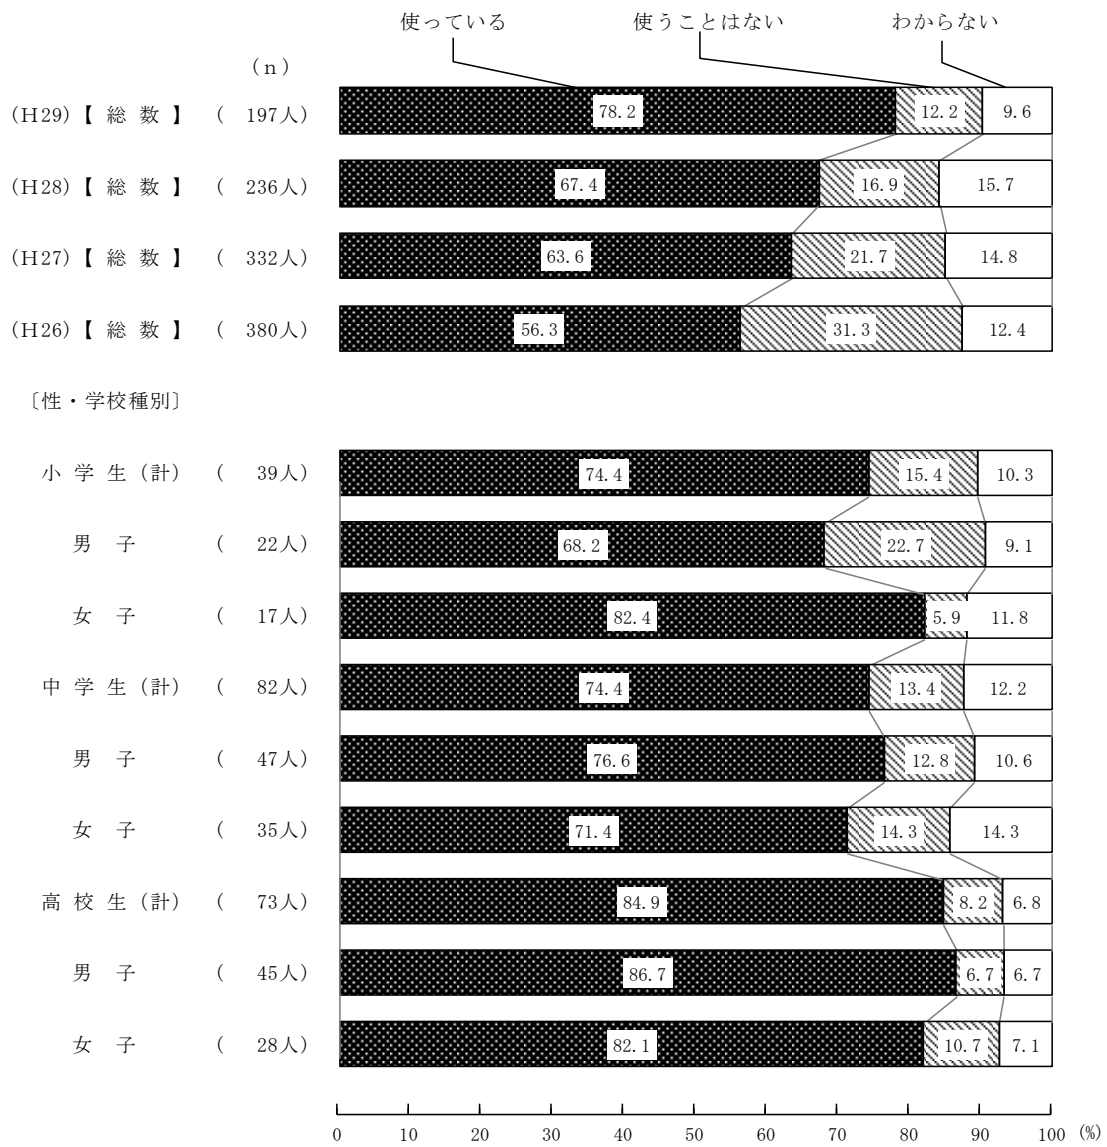 使っている 使うことはない わからない
(n)
(H29)【 総 数 】 ( 197人) 78.2 12.2 9.6
(H28)【 総 数 】 ( 236人) 67.4 16.9 15.7
(H27)【 総 数 】 ( 332人) 63.6 21.7 14.8
(H26)【 総 数 】 ( 380人) 56.3 31.3 12.4
〔性・学校種別〕
小 学 生 (計) ( 39人) 74.4 15.4 10.3
男 子 ( 22人) 68.2 22.7 9.1
女 子 ( 17人) 82.4 5.9 11.8
中 学 生 (計) ( 82人) 74.4 13.4 12.2
男 子 ( 47人) 76.6 12.8 10.6
女 子 ( 35人) 71.4 14.3 14.3
高 校 生 (計) ( 73人) 84.9 8.2 6.8
男 子 ( 45人) 86.7 6.7 6.7
女 子 ( 28人) 82.1 10.7 7.1
0 10 20 30 40 50 60 70 80 90 100 (%)